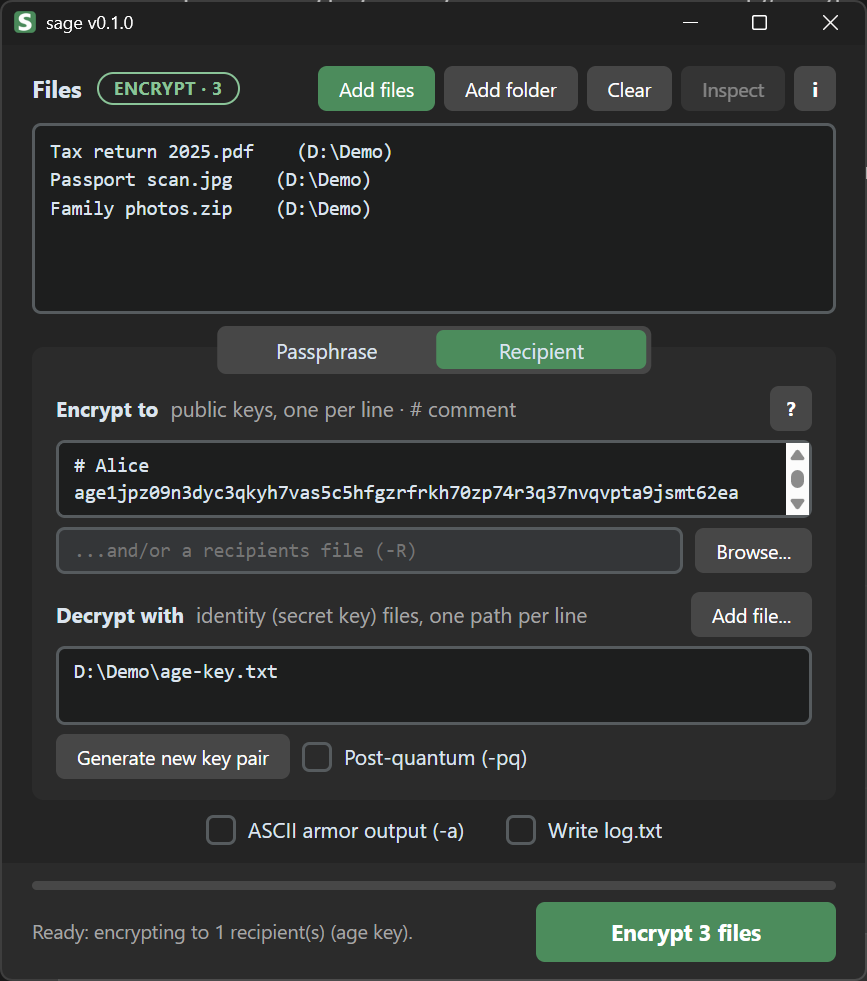 S sage v0.1.0
Files ENCRYPT · 3 Add files Add folder Clear Inspect i
Tax return 2025.pdf    (D:\Demo)
Passport scan.jpg    (D:\Demo)
Family photos.zip    (D:\Demo)
Passphrase Recipient
Encrypt to public keys, one per line · # comment ?
# Alice
age1jpz09n3dyc3qkyh7vas5c5hfgzrfrkh70zp74r3q37nvqvpta9jsmt62ea
...and/or a recipients file (-R) Browse...
Decrypt with identity (secret key) files, one path per line Add file...
D:\Demo\age-key.txt
Generate new key pair Post-quantum (-pq)
ASCII armor output (-a) Write log.txt
Ready: encrypting to 1 recipient(s) (age key). Encrypt 3 files